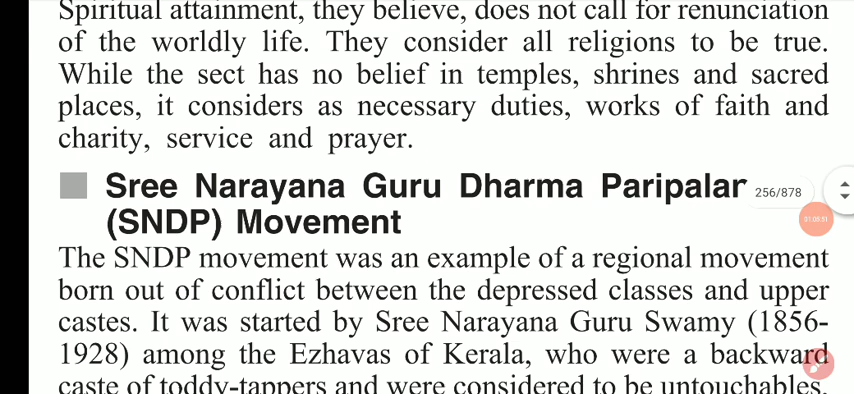 Spiritual attainment, they believe, does not call for renunciation
of the worldly life. They consider all religions to be true.
While the sect has no belief in temples, shrines and sacred
places, it considers as necessary duties, works of faith and
charity, service and prayer.
Sree Narayana Guru Dharma Paripalan
256/878
(SNDP) Movement
The SNDP movement was an example of a regional movement
born out of conflict between the depressed classes and upper
castes. It was started by Sree Narayana Guru Swamy (1856-
1928) among the Ezhavas of Kerala, who were a backward
caste of toddy-tappers and were considered to be untouchables,